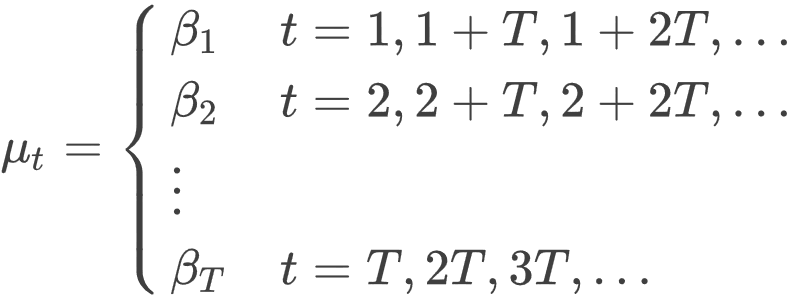 μ_t = { β_1   t = 1, 1 + T, 1 + 2T, . . .
β_2   t = 2, 2 + T, 2 + 2T, . . .
⋮
β_T   t = T, 2T, 3T, . . .